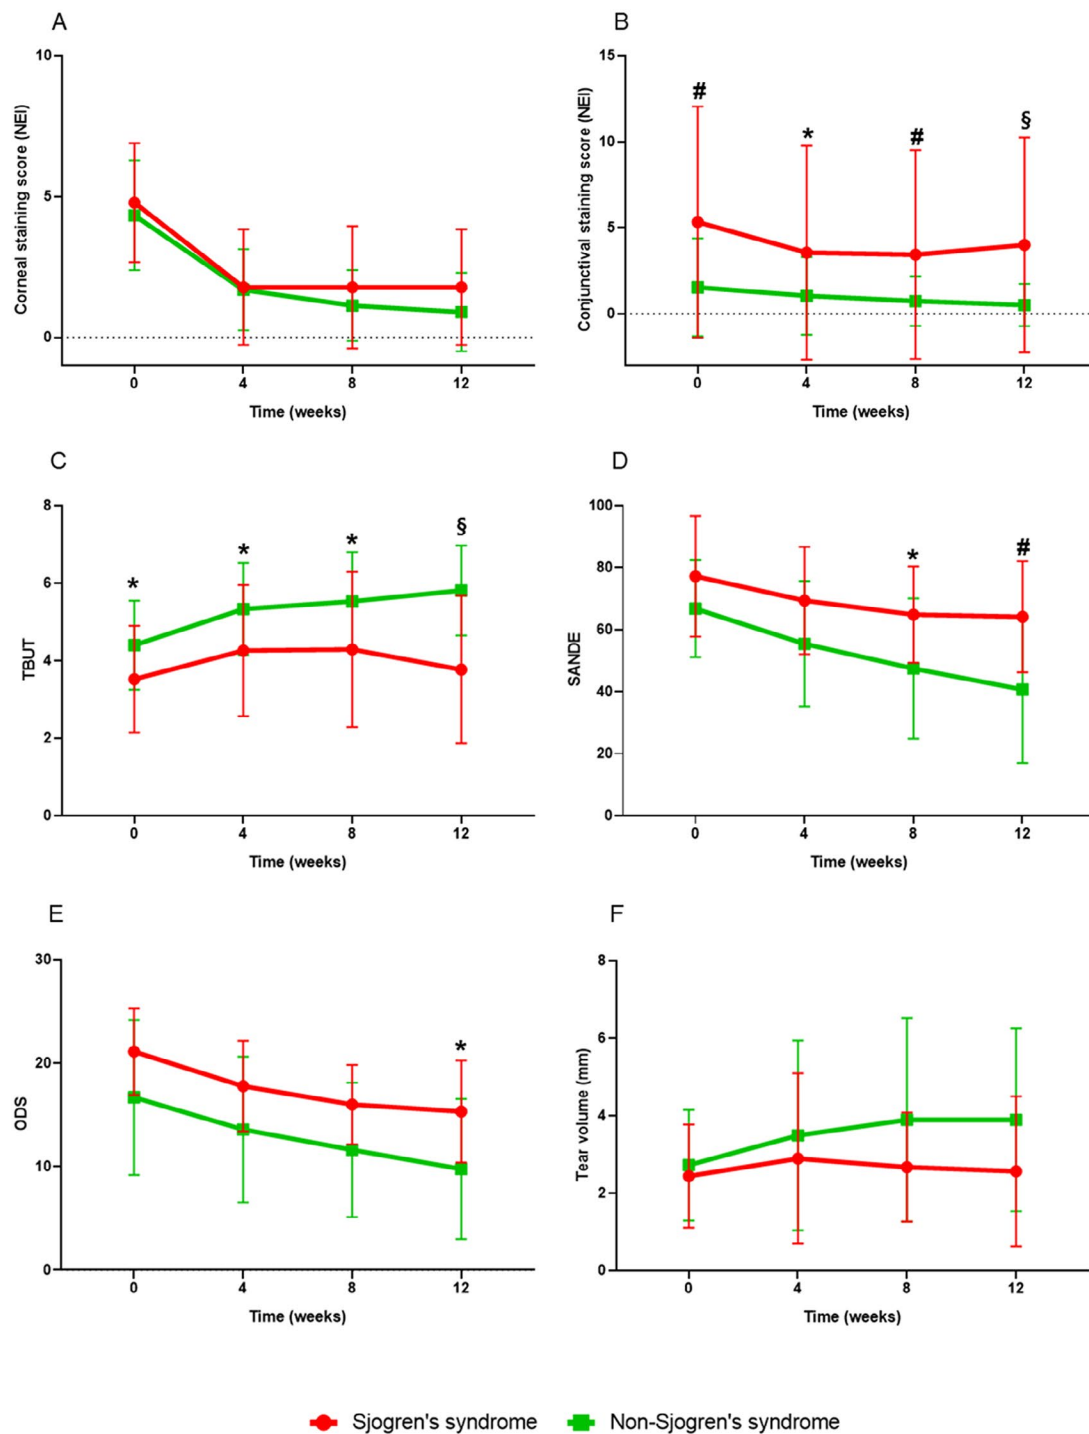 A
10
5
0
Corneal staining score (NEI)
0 4 8 12
Time (weeks)
B
15
10
5
0
Conjunctival staining score (NEI)
# * # §
0 4 8 12
Time (weeks)
C
8
6
4
2
0
TBUT
* * * §
0 4 8 12
Time (weeks)
D
100
80
60
40
20
0
SANDE
* #
0 4 8 12
Time (weeks)
E
30
20
10
0
ODS
*
0 4 8 12
Time (weeks)
F
8
6
4
2
0
Tear volume (mm)
0 4 8 12
Time (weeks)
Sjogren's syndrome Non-Sjogren's syndrome